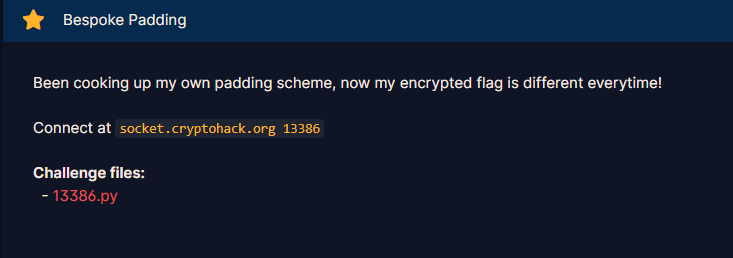 Bespoke Padding
Been cooking up my own padding scheme, now my encrypted flag is different everytime!
Connect at socket.cryptohack.org 13386
Challenge files:
- 13386.py